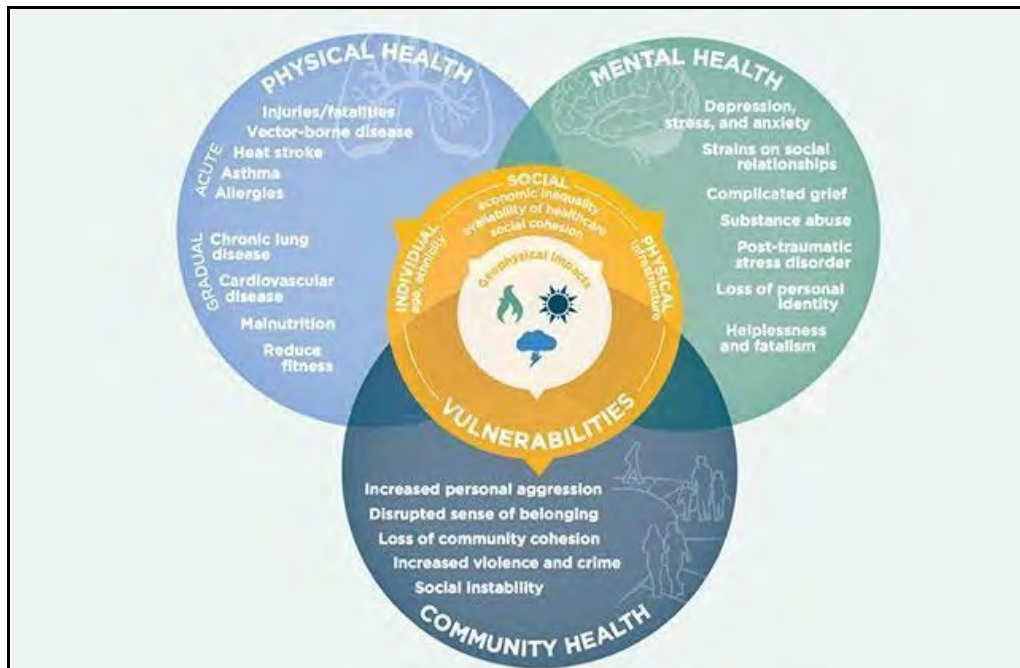 PHYSICAL HEALTH
Injuries/fatalities
Vector-borne disease
Heat stroke
Asthma
Allergies
ACUTE
Chronic lung
disease
Cardiovascular
disease
Malnutrition
Reduce
fitness
GRADUAL
MENTAL HEALTH
Depression,
stress, and anxiety
Strains on social
relationships
Complicated grief
Substance abuse
Post-traumatic
stress disorder
Loss of personal
identity
Helplessness
and fatalism
SOCIAL
economic inequality
availability of healthcare
social cohesion
INDIVIDUAL
age, ethnicity
PHYSICAL
infrastructure
Geophysical impacts
VULNERABILITIES
Increased personal aggression
Disrupted sense of belonging
Loss of community cohesion
Increased violence and crime
Social instability
COMMUNITY HEALTH